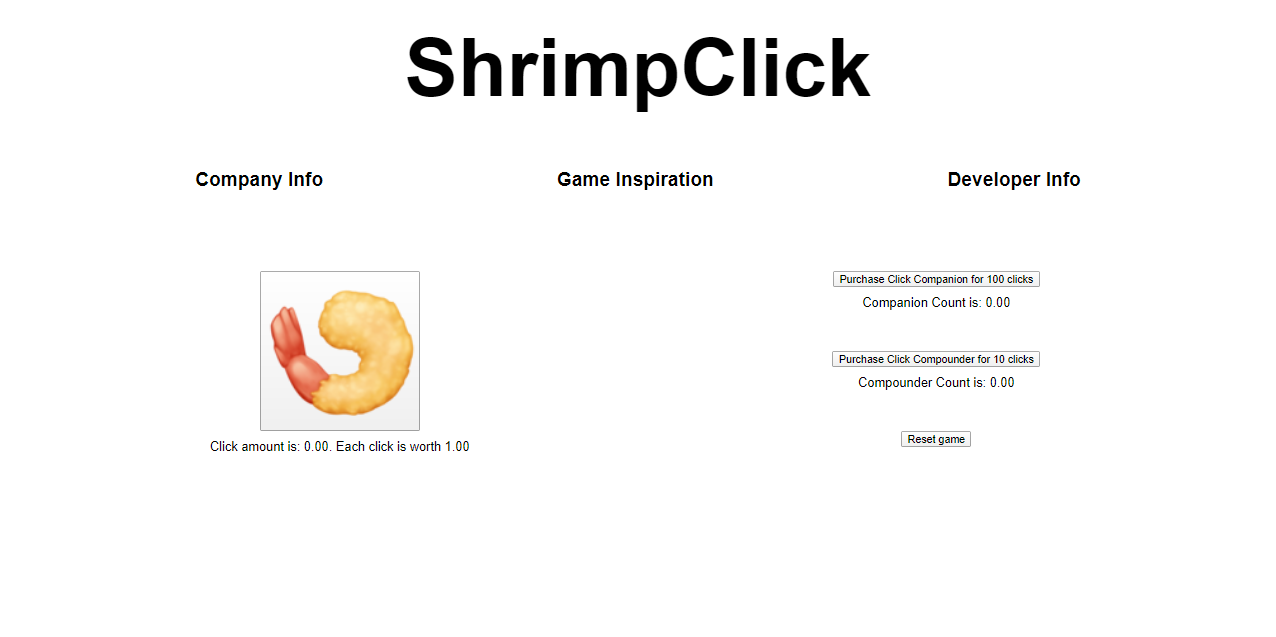 ShrimpClick
Company Info
Game Inspiration
Developer Info
Click amount is: 0.00. Each click is worth 1.00
Purchase Click Companion for 100 clicks
Companion Count is: 0.00
Purchase Click Compounder for 10 clicks
Compounder Count is: 0.00
Reset game